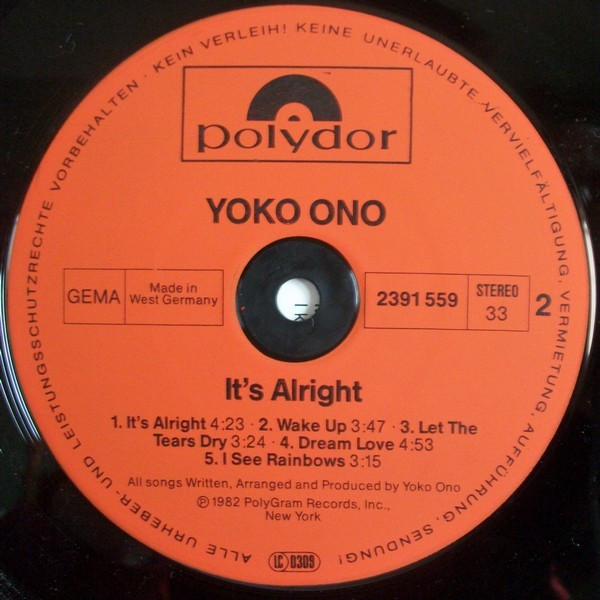 ALLE URHEBER- UND LEISTUNGSSCHUTZRECHTE VORBEHALTEN · KEIN VERLEIH! KEINE UNERLAUBTE VERVIELFÄLTIGUNG, VERMIETUNG, AUFFÜHRUNG, SENDUNG!
polydor
YOKO ONO
GEMA
Made in
West Germany
2391 559
STEREO
33
2
It's Alright
1. It's Alright 4:23 · 2. Wake Up 3:47 · 3. Let The
Tears Dry 3:24 · 4. Dream Love 4:53
5. I See Rainbows 3:15
All songs Written, Arranged and Produced by Yoko Ono
℗ 1982 PolyGram Records, Inc.,
New York
LC 0309